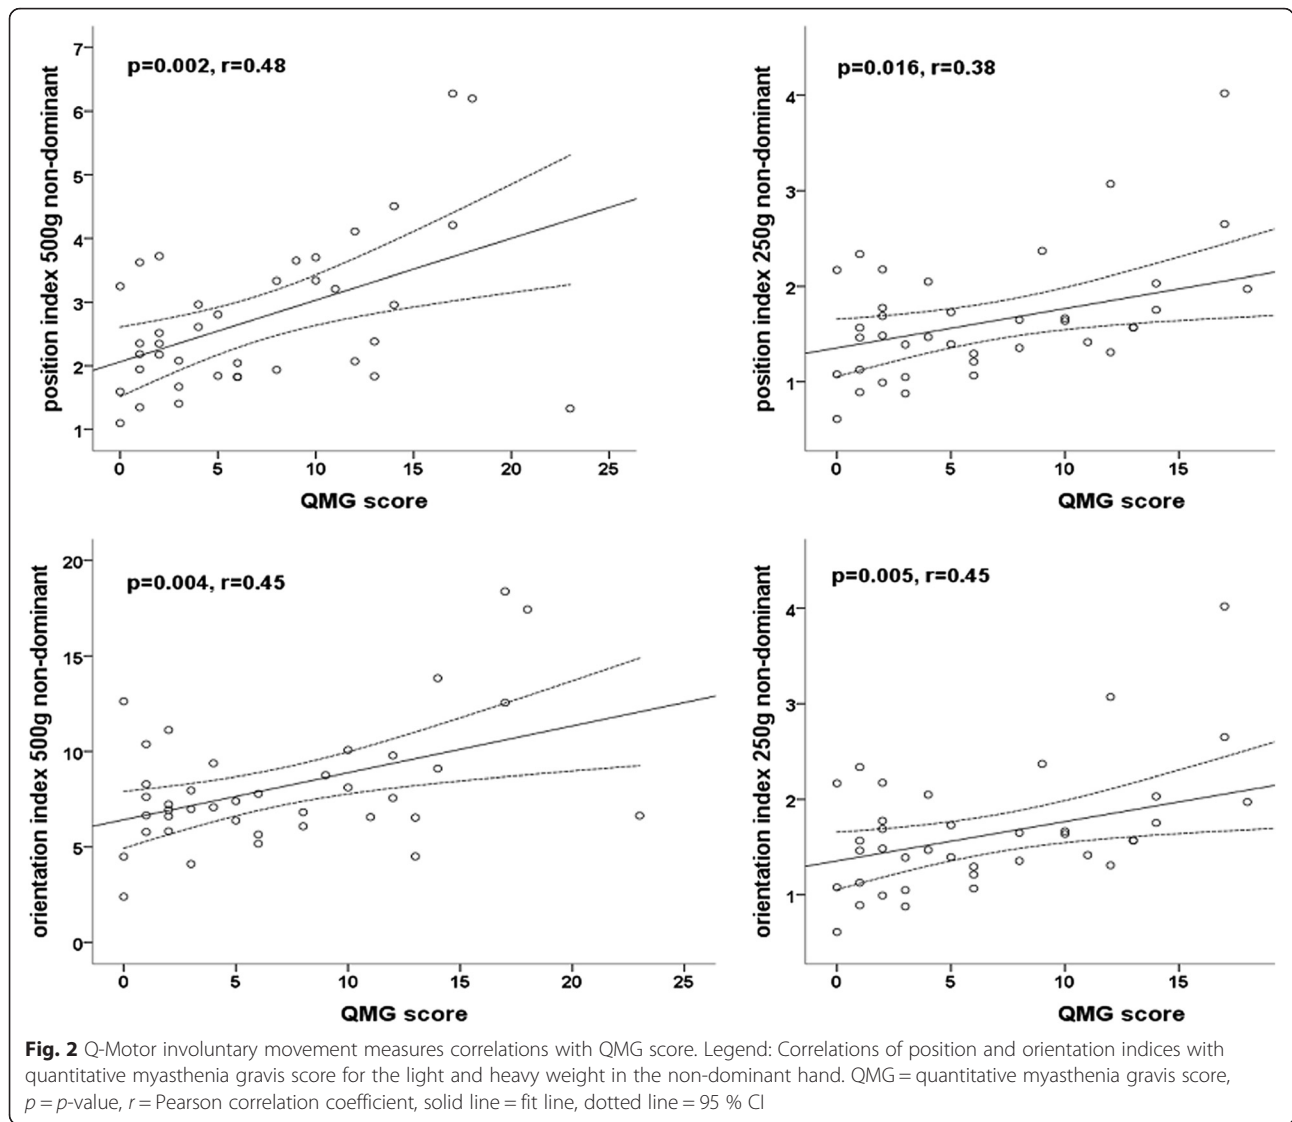 p=0.002, r=0.48
position index 500g non-dominant
7
6
5
4
3
2
1
0 5 10 15 20 25
QMG score
p=0.016, r=0.38
position index 250g non-dominant
4
3
2
1
0 5 10 15
QMG score
p=0.004, r=0.45
orientation index 500g non-dominant
20
15
10
5
0
0 5 10 15 20 25
QMG score
p=0.005, r=0.45
orientation index 250g non-dominant
4
3
2
1
0 5 10 15
QMG score
Fig. 2 Q-Motor involuntary movement measures correlations with QMG score. Legend: Correlations of position and orientation indices with
quantitative myasthenia gravis score for the light and heavy weight in the non-dominant hand. QMG = quantitative myasthenia gravis score,
p = p-value, r = Pearson correlation coefficient, solid line = fit line, dotted line = 95 % CI